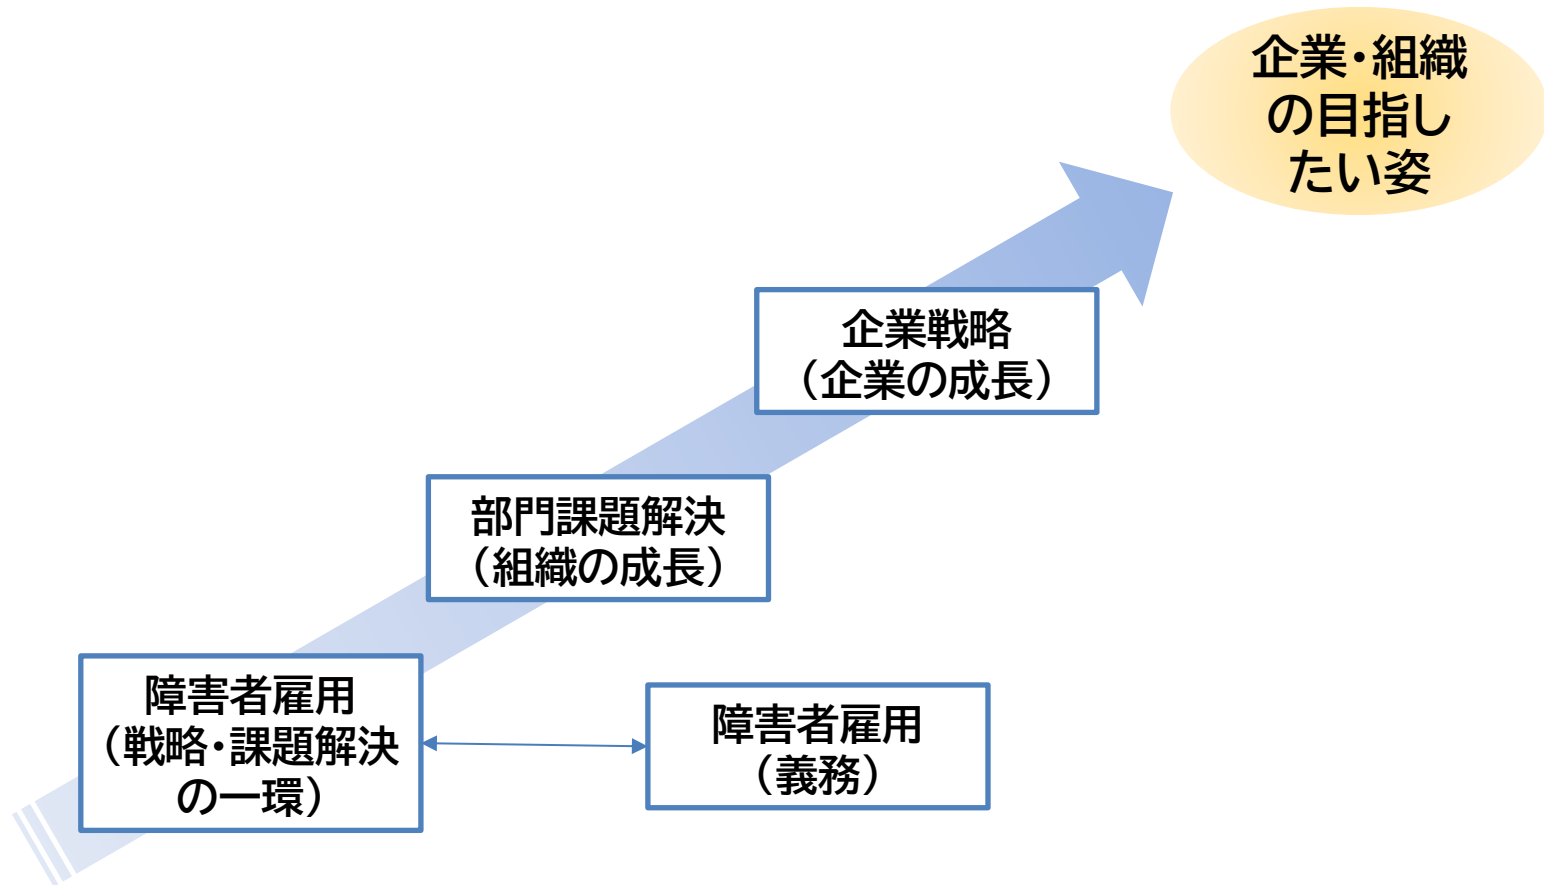 企業・組織
の目指し
たい姿
企業戦略
（企業の成長）
部門課題解決
（組織の成長）
障害者雇用
（戦略・課題解決
の一環）
障害者雇用
（義務）